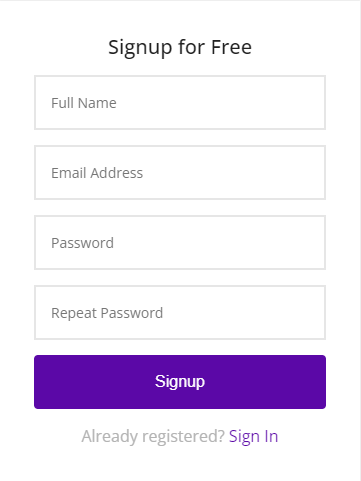 Signup for Free
Full Name
Email Address
Password
Repeat Password
Signup
Already registered? Sign In